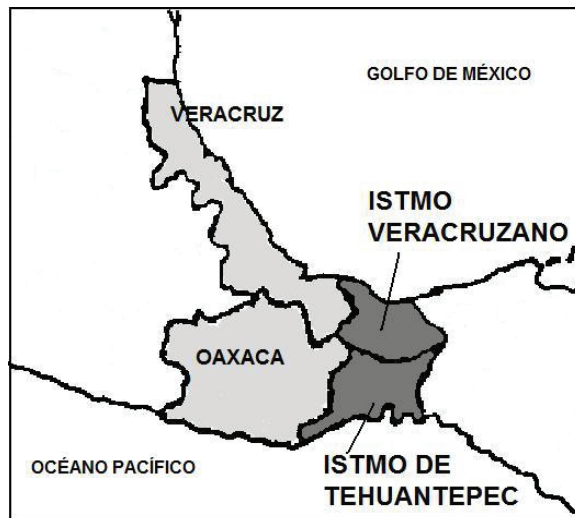 GOLFO DE MÉXICO
VERACRUZ
ISTMO
VERACRUZANO
OAXACA
OCÉANO PACÍFICO
ISTMO DE
TEHUANTEPEC